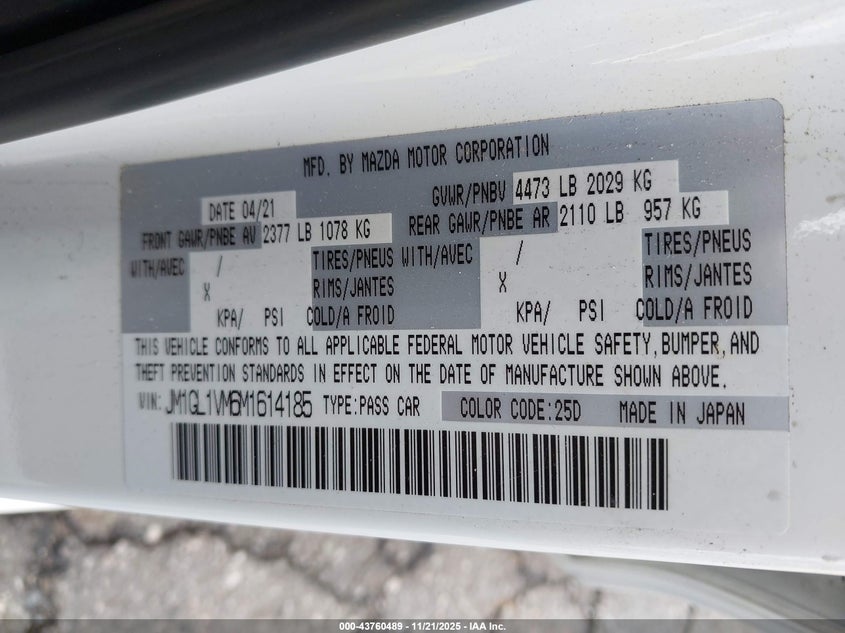 MFD. BY MAZDA MOTOR CORPORATION
DATE 04/21 GVWR/PNBV 4473 LB 2029 KG
FRONT GAWR/PNBE AV 2377 LB 1078 KG REAR GAWR/PNBE AR 2110 LB 957 KG
WITH/AVEC / TIRES/PNEUS WITH/AVEC / TIRES/PNEUS
X RIMS/JANTES X RIMS/JANTES
KPA/ PSI COLD/A FROID KPA/ PSI COLD/A FROID
THIS VEHICLE CONFORMS TO ALL APPLICABLE FEDERAL MOTOR VEHICLE SAFETY, BUMPER, AND
THEFT PREVENTION STANDARDS IN EFFECT ON THE DATE OF MANUFACTURE SHOWN ABOVE.
VIN: JM1GL1VM6M1614185 TYPE:PASS CAR COLOR CODE:25D MADE IN JAPAN
000-43760489 - 11/21/2025 - IAA Inc.